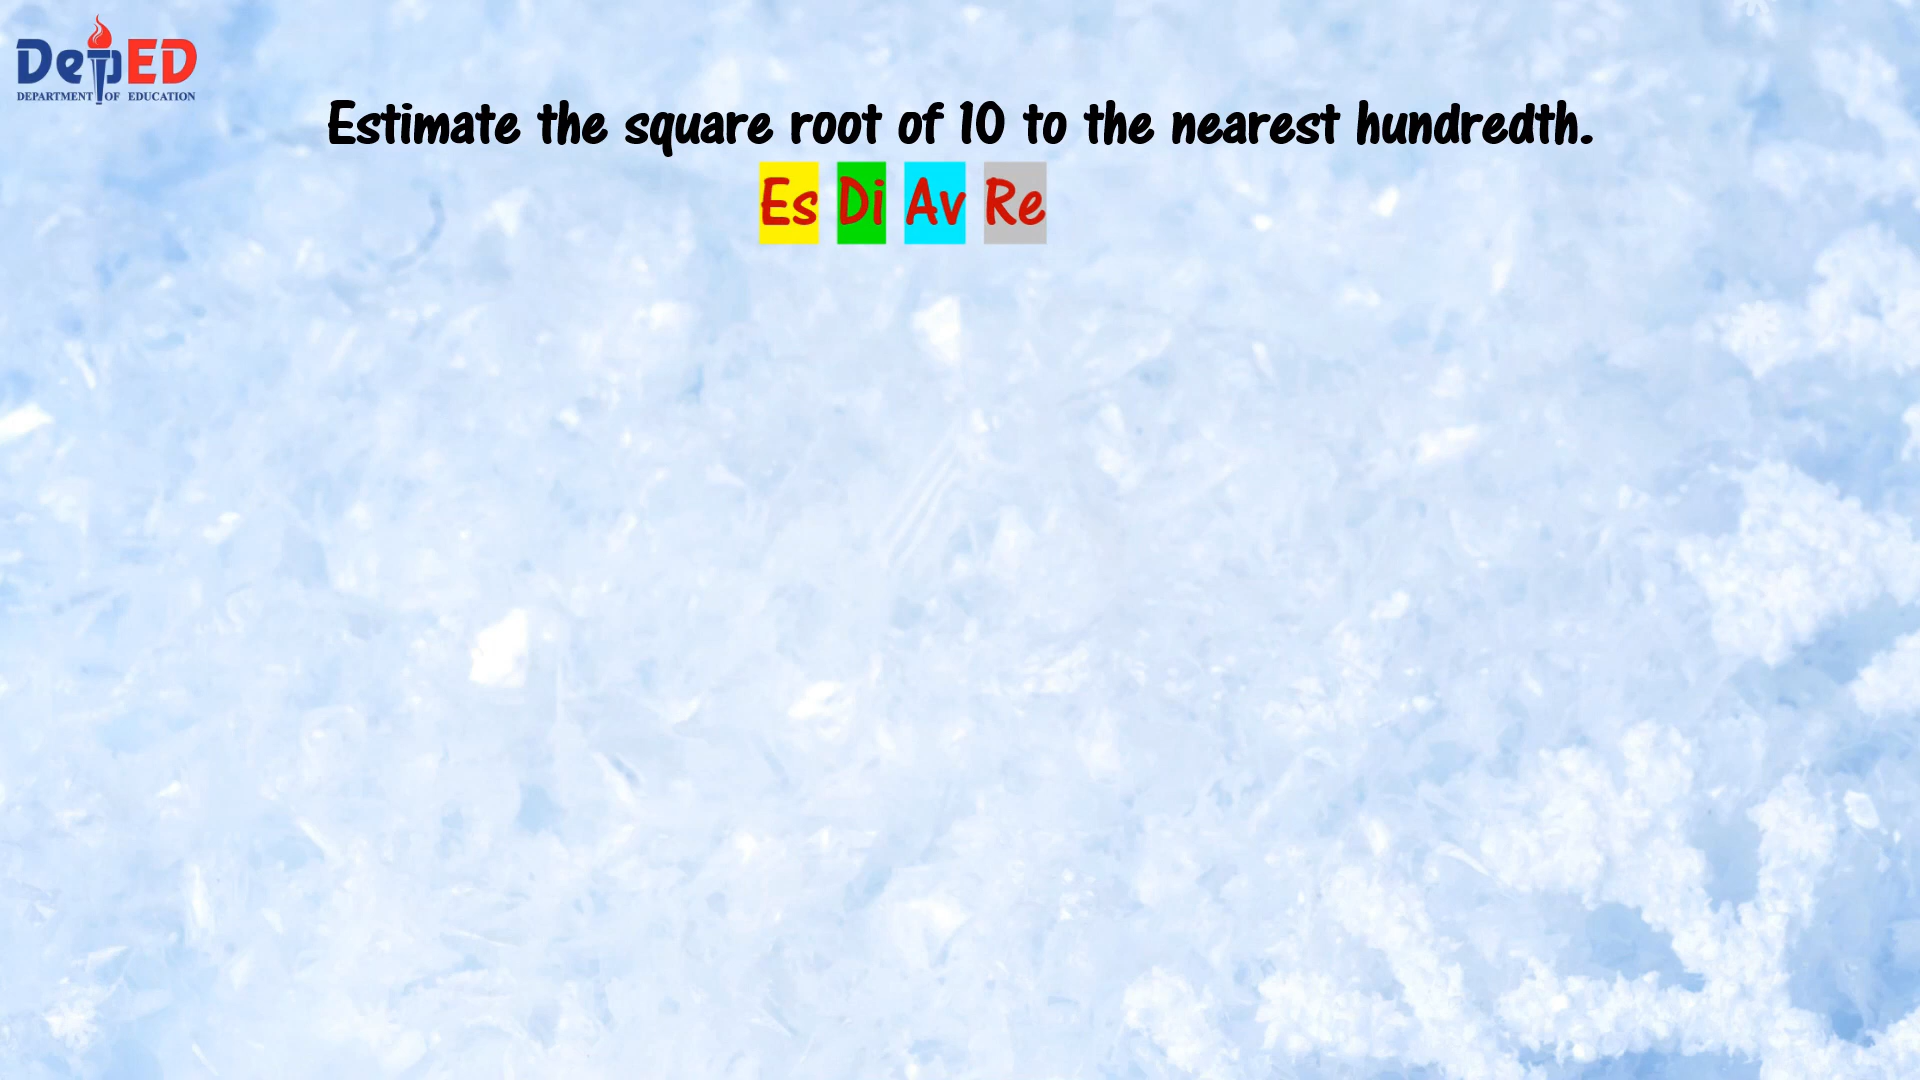 DepED
DEPARTMENT OF EDUCATION
Estimate the square root of 10 to the nearest hundredth.
Es Di Av Re